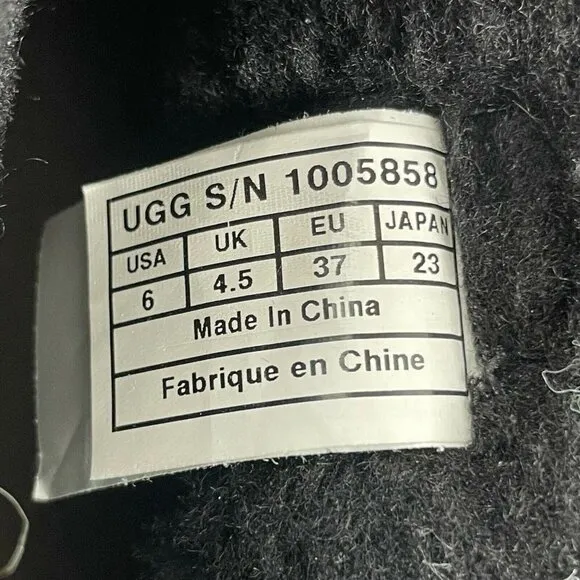 UGG S/N 1005858
USA UK EU JAPAN
6 4.5 37 23
Made In China
Fabrique en Chine